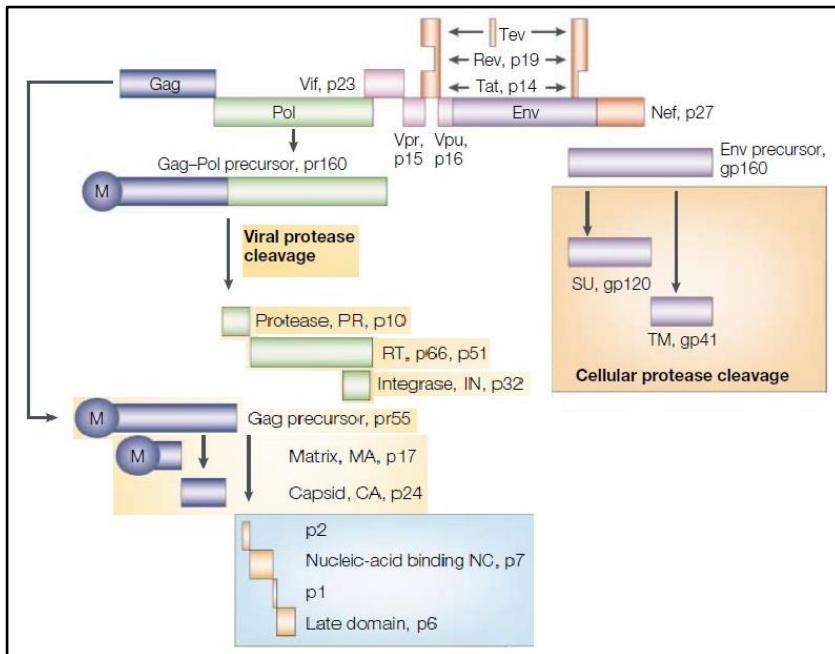 Tev
Rev, p19
Tat, p14
Gag
Vif, p23
Pol
Env
Nef, p27
Vpr,
p15
Vpu,
p16
Gag–Pol precursor, pr160
Env precursor,
gp160
M
Viral protease
cleavage
SU, gp120
TM, gp41
Cellular protease cleavage
Protease, PR, p10
RT, p66, p51
Integrase, IN, p32
M
Gag precursor, pr55
M
Matrix, MA, p17
Capsid, CA, p24
p2
Nucleic-acid binding NC, p7
p1
Late domain, p6